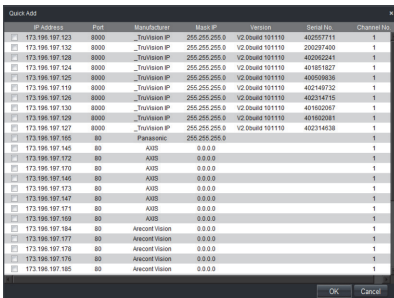 Quick Add
IP Address Port Manufacturer Mask IP Version Serial No. Channel No.
173.196.197.123 8000 _TruVision IP 255.255.255.0 V2.0build 101110 402557711 1
173.196.197.132 8000 _TruVision IP 255.255.255.0 V2.0build 101110 200297400 1
173.196.197.128 8000 _TruVision IP 255.255.255.0 V2.0build 101110 402062241 1
173.196.197.124 8000 _TruVision IP 255.255.255.0 V2.0build 101110 401851827 1
173.196.197.125 8000 _TruVision IP 255.255.255.0 V2.0build 101110 400509836 1
173.196.197.119 8000 _TruVision IP 255.255.255.0 V2.0build 101110 402149732 1
173.196.197.126 8000 _TruVision IP 255.255.255.0 V2.0build 101110 402314715 1
173.196.197.130 8000 _TruVision IP 255.255.255.0 V2.0build 101110 401602067 1
173.196.197.129 8000 _TruVision IP 255.255.255.0 V2.0build 101110 401602081 1
173.196.197.127 8000 _TruVision IP 255.255.255.0 V2.0build 101110 402314638 1
173.196.197.165 80 Panasonic 255.255.255.0 1
173.196.197.145 80 AXIS 0.0.0.0 1
173.196.197.172 80 AXIS 0.0.0.0 1
173.196.197.170 80 AXIS 0.0.0.0 1
173.196.197.146 80 AXIS 0.0.0.0 1
173.196.197.173 80 AXIS 0.0.0.0 1
173.196.197.147 80 AXIS 0.0.0.0 1
173.196.197.171 80 AXIS 0.0.0.0 1
173.196.197.169 80 AXIS 0.0.0.0 1
173.196.197.184 80 Arecont Vision 0.0.0.0 1
173.196.197.177 80 Arecont Vision 0.0.0.0 1
173.196.197.178 80 Arecont Vision 0.0.0.0 1
173.196.197.176 80 Arecont Vision 0.0.0.0 1
173.196.197.185 80 Arecont Vision 0.0.0.0 1
OK Cancel